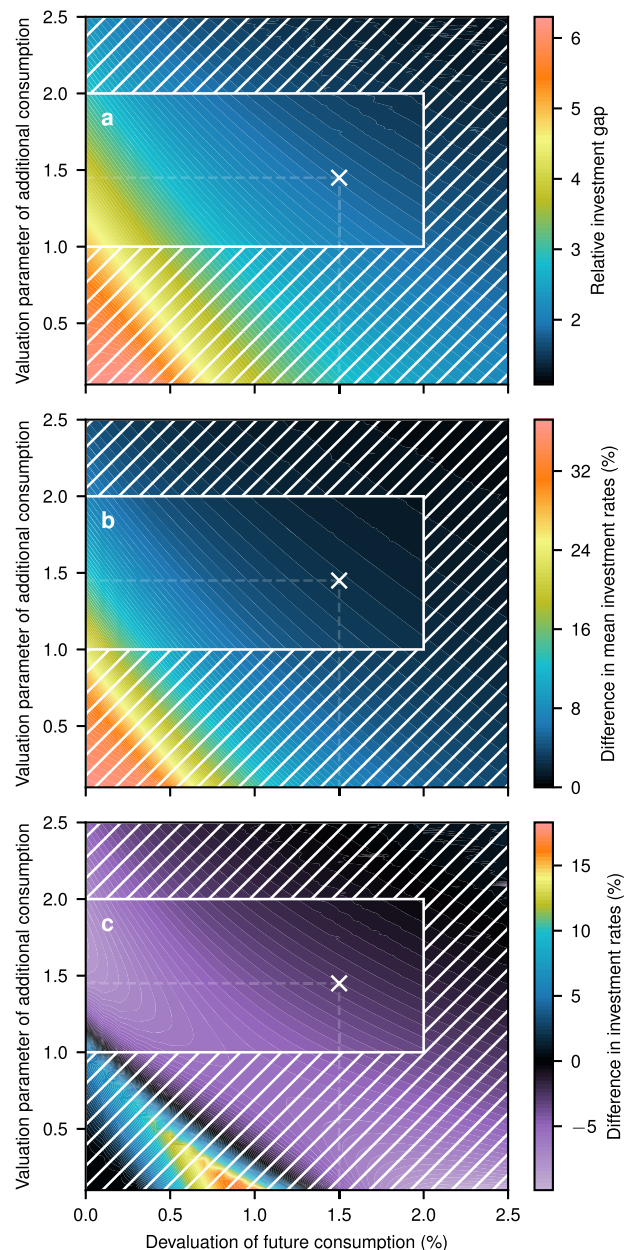 2.5
2.0
1.5
1.0
0.5
Valuation parameter of additional consumption
a
6
5
4
3
2
Relative investment gap
2.5
2.0
1.5
1.0
0.5
Valuation parameter of additional consumption
b
32
24
16
8
0
Difference in mean investment rates (%)
2.5
2.0
1.5
1.0
0.5
Valuation parameter of additional consumption
c
15
10
5
0
−5
Difference in investment rates (%)
0.0 0.5 1.0 1.5 2.0 2.5
Devaluation of future consumption (%)